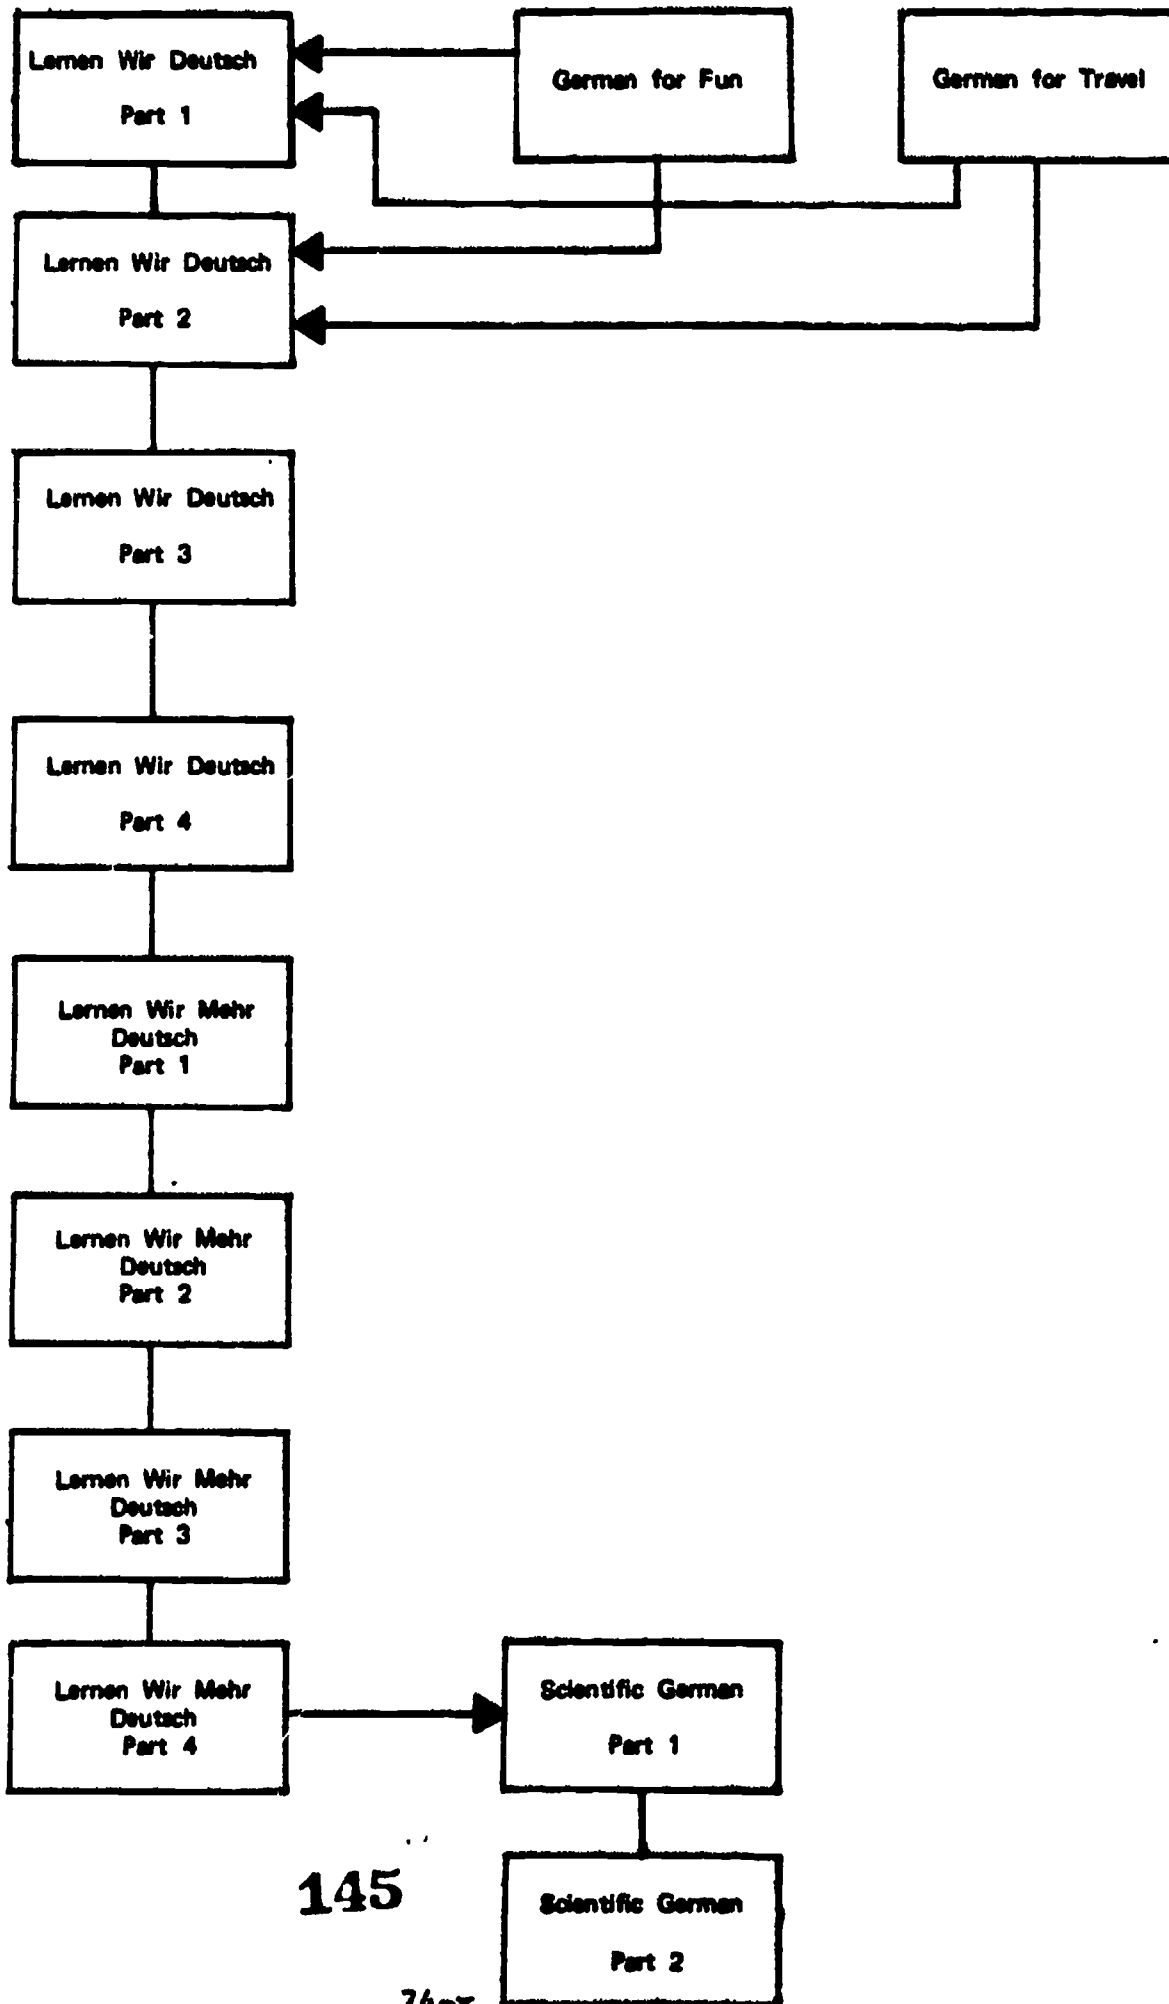 Lernen Wir Deutsch
Part 1
German for Fun
German for Travel
Lernen Wir Deutsch
Part 2
Lernen Wir Deutsch
Part 3
Lernen Wir Deutsch
Part 4
Lernen Wir Mehr
Deutsch
Part 1
Lernen Wir Mehr
Deutsch
Part 2
Lernen Wir Mehr
Deutsch
Part 3
Lernen Wir Mehr
Deutsch
Part 4
Scientific German
Part 1
145
Scientific German
Part 2